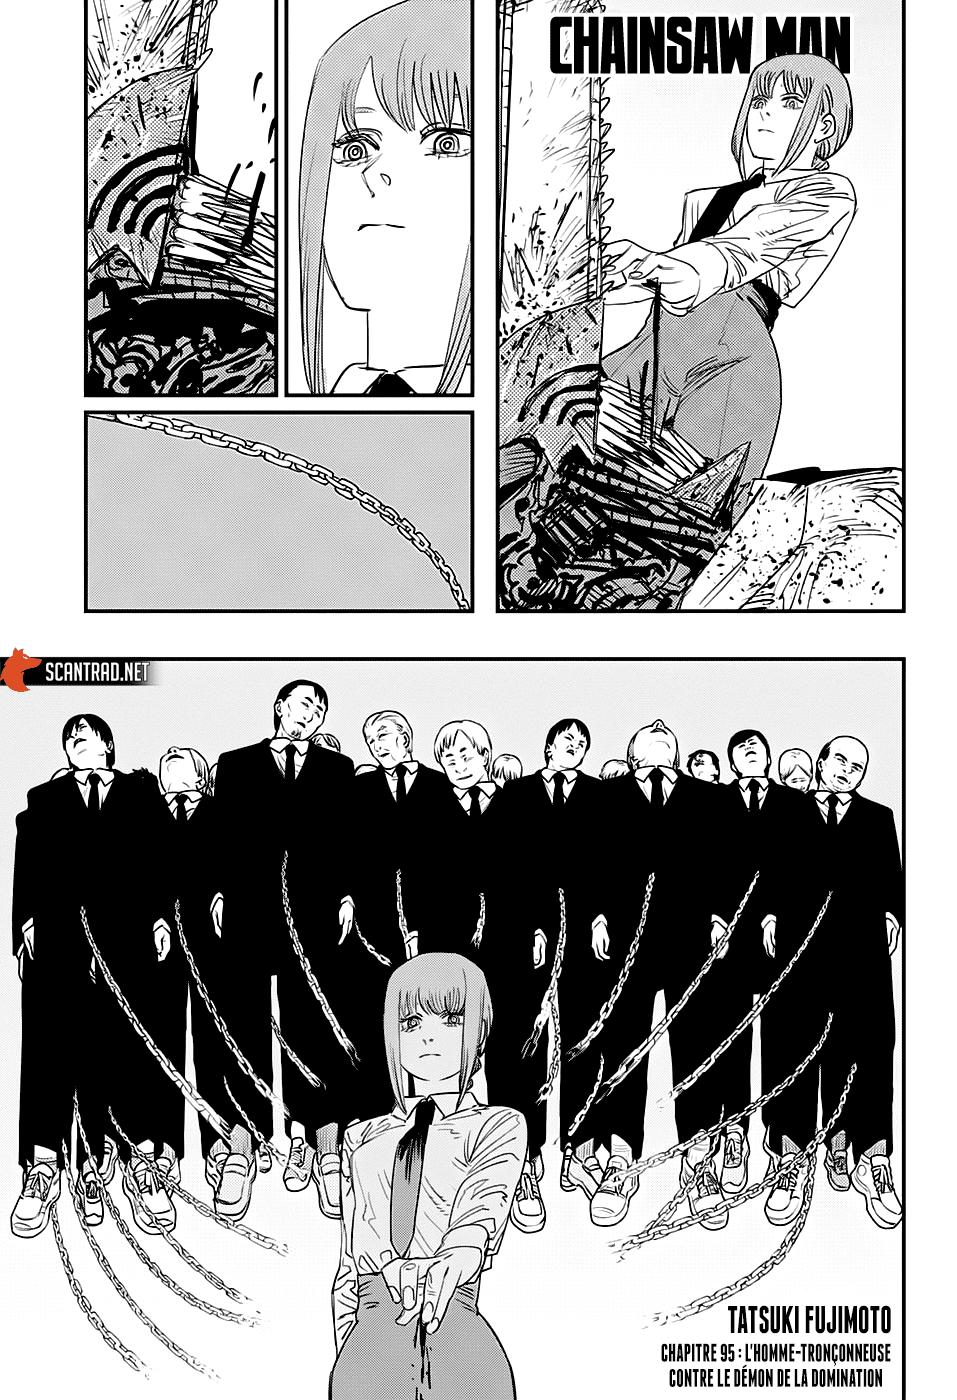 CHAINSAW MAN
SCANTRAD.NET
TATSUKI FUJIMOTO
CHAPITRE 95 : L'HOMME-TRONÇONNEUSE
CONTRE LE DÉMON DE LA DOMINATION